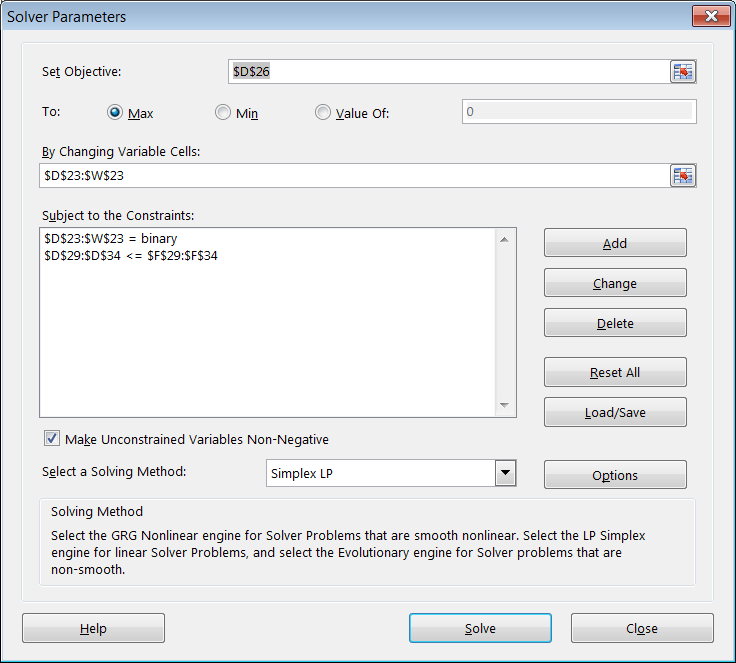 Solver Parameters
Set Objective: $D$26
To: Max Min Value Of: 0
By Changing Variable Cells:
$D$23:$W$23
Subject to the Constraints:
$D$23:$W$23 = binary
$D$29:$D$34 <= $F$29:$F$34
Add
Change
Delete
Reset All
Load/Save
Make Unconstrained Variables Non-Negative
Select a Solving Method: Simplex LP
Options
Solving Method
Select the GRG Nonlinear engine for Solver Problems that are smooth nonlinear. Select the LP Simplex
engine for linear Solver Problems, and select the Evolutionary engine for Solver problems that are
non-smooth.
Help Solve Close